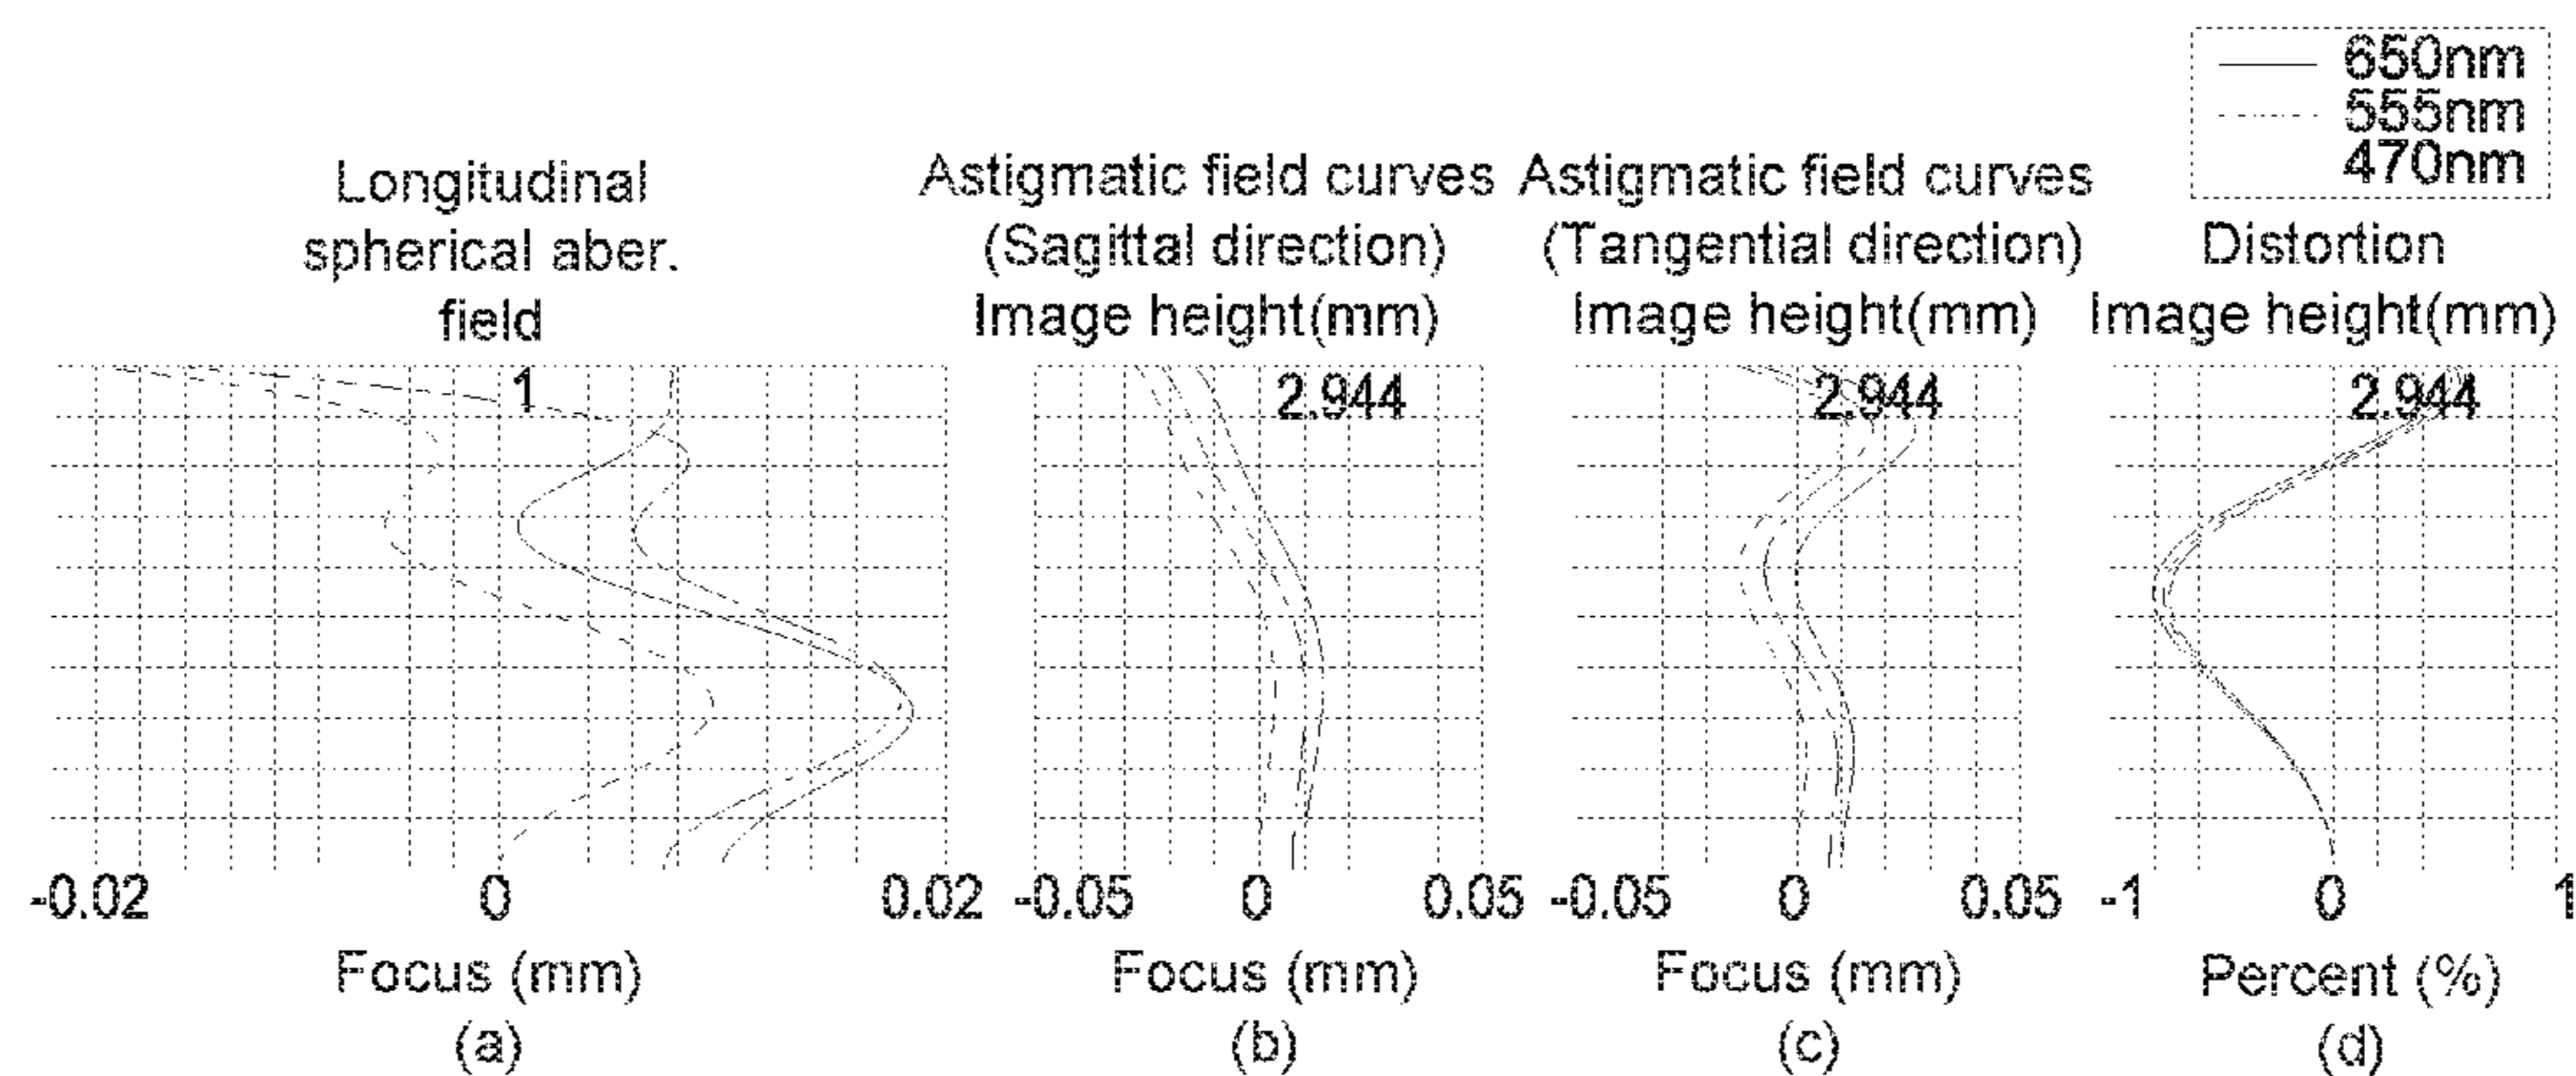 650nm
555nm
470nm
Longitudinal
spherical aber.
field
Astigmatic field curves
(Sagittal direction)
Image height(mm)
Astigmatic field curves
(Tangential direction)
Image height(mm)
Distortion
Image height(mm)
1
2.944
2.944
2.944
-0.02 0 0.02
-0.05 0 0.05
-0.05 0 0.05
-1 0 1
Focus (mm)
Focus (mm)
Focus (mm)
Percent (%)
(a)
(b)
(c)
(d)